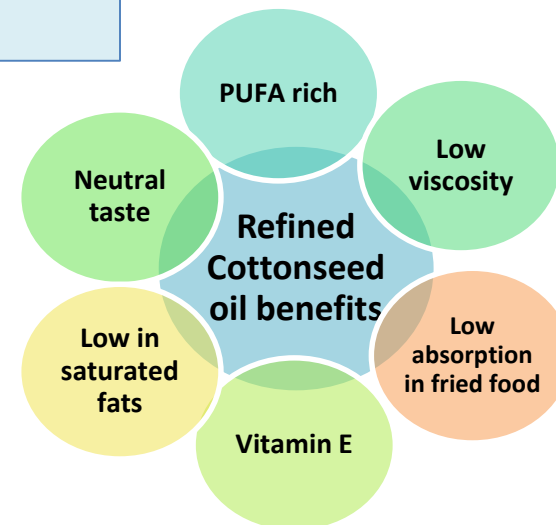 PUFA rich
Low
viscosity
Neutral
taste
Refined
Cottonseed
oil benefits
Low
absorption
in fried food
Low in
saturated
fats
Vitamin E